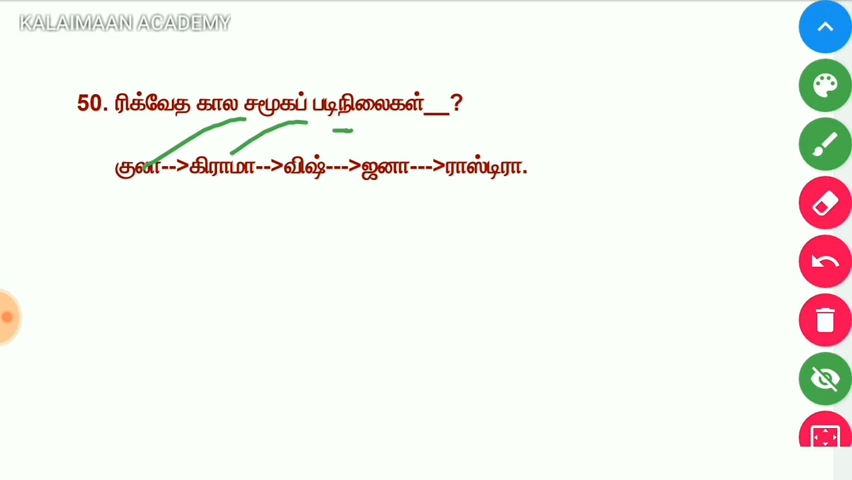 KALAIMAAN ACADEMY
50. ரிக்வேத கால சமூகப் படிநிலைகள்__?
குலா-->கிராமா-->விஷ்--->ஜனா--->ராஸ்டிரா.